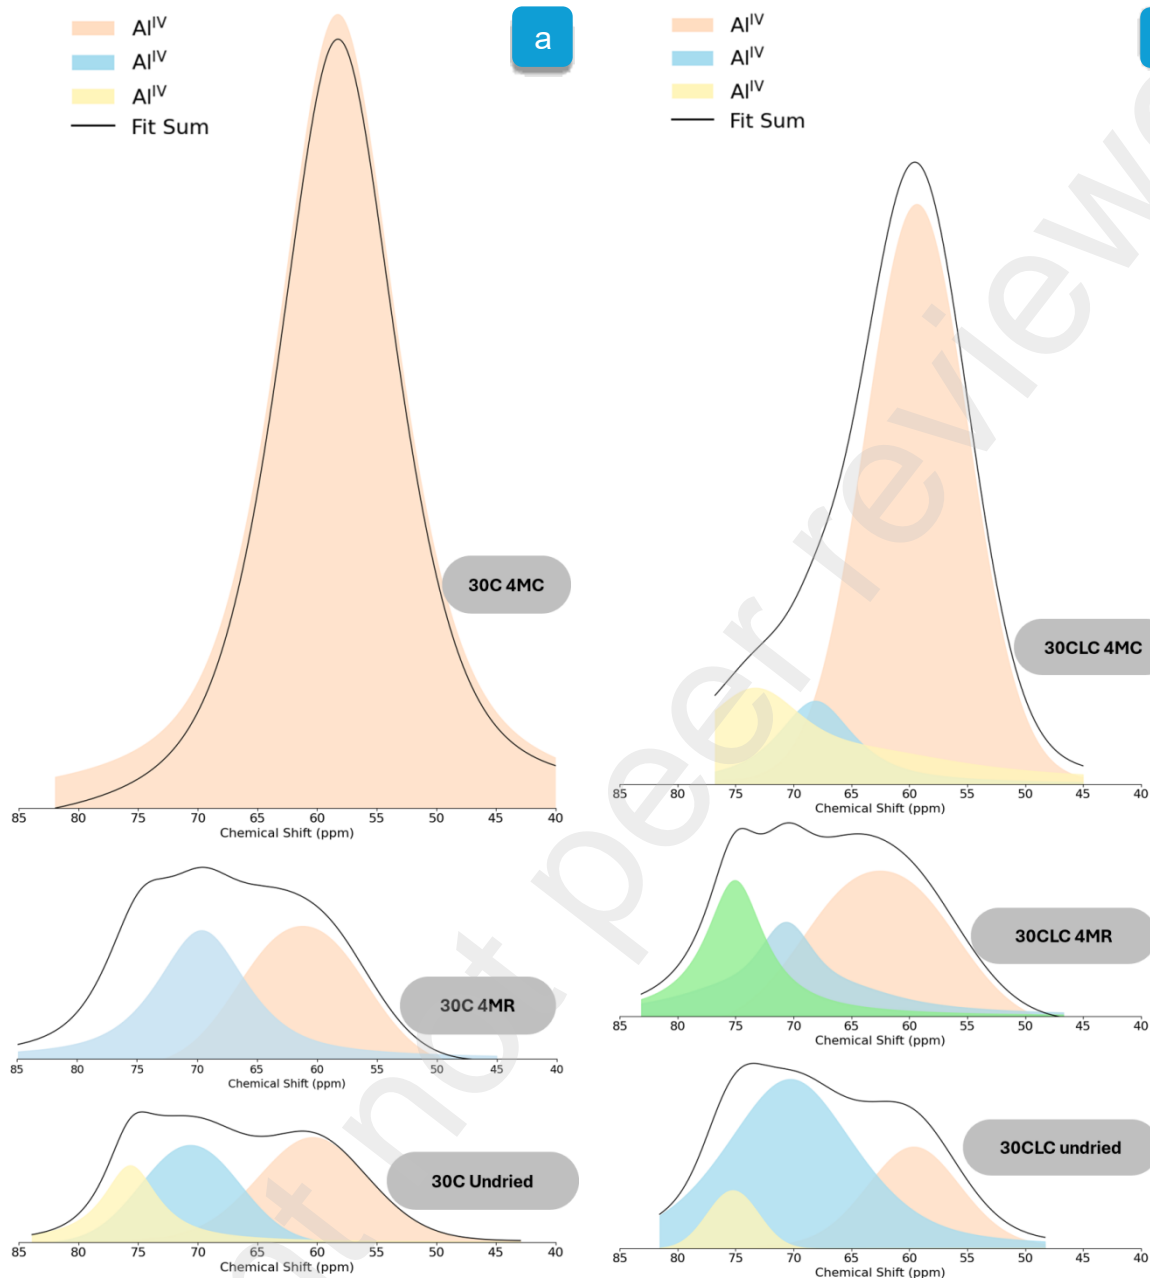 Al^IV
Al^IV
Al^IV
Fit Sum
a
30C 4MC
85 80 75 70 65 60 55 50 45 40
Chemical Shift (ppm)
30C 4MR
85 80 75 70 65 60 55 50 45 40
Chemical Shift (ppm)
30C Undried
85 80 75 70 65 60 55 50 45 40
Chemical Shift (ppm)
Al^IV
Al^IV
Al^IV
Fit Sum
30CLC 4MC
85 80 75 70 65 60 55 50 45 40
Chemical Shift (ppm)
30CLC 4MR
85 80 75 70 65 60 55 50 45 40
Chemical Shift (ppm)
30CLC undried
85 80 75 70 65 60 55 50 45 40
Chemical Shift (ppm)
not peer reviewe